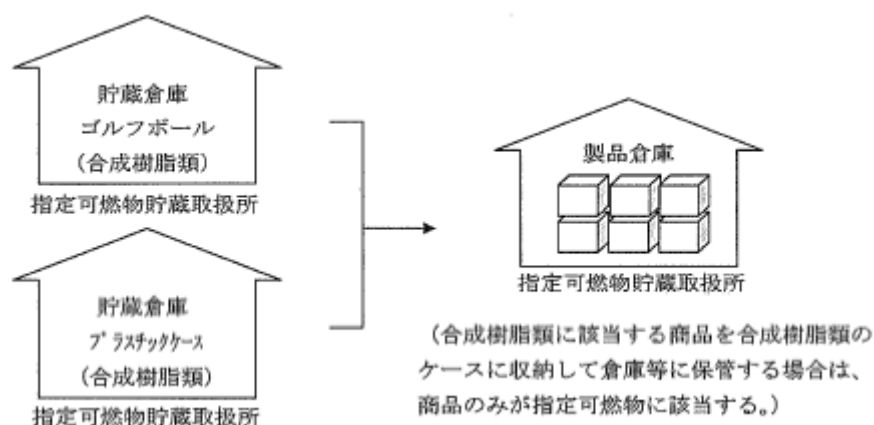 貯蔵倉庫
ゴルフボール
(合成樹脂類)
指定可燃物貯蔵取扱所
貯蔵倉庫
プラスチックケース
(合成樹脂類)
指定可燃物貯蔵取扱所
製品倉庫
指定可燃物貯蔵取扱所
(合成樹脂類に該当する商品を合成樹脂類の
ケースに収納して倉庫等に保管する場合は、
商品のみが指定可燃物に該当する。)